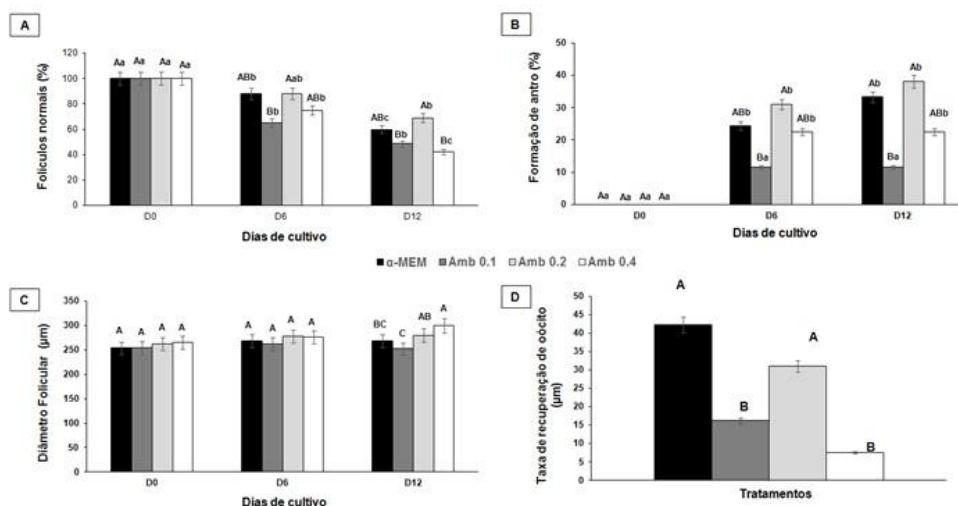 A
Folículos normais (%)
120
100
80
60
40
20
0
Aa Aa Aa Aa
ABb Bb Aab ABb
ABc Bb Ab Bc
D0 D6 D12
Dias de cultivo
B
Formação de antro (%)
50
40
30
20
10
0
Aa Aa Aa Aa
ABb Ba Ab ABb
Ab Ba Ab ABb
D0 D6 D12
Dias de cultivo
α-MEM Amb 0.1 Amb 0.2 Amb 0.4
C
Diâmetro Folicular (µm)
350
300
250
200
150
100
50
0
A A A A
A A A A
BC C AB A
D0 D6 D12
Dias de cultivo
D
Taxa de recuperação de oócito
(µm)
50
45
40
35
30
25
20
15
10
5
0
A B A B
Tratamentos